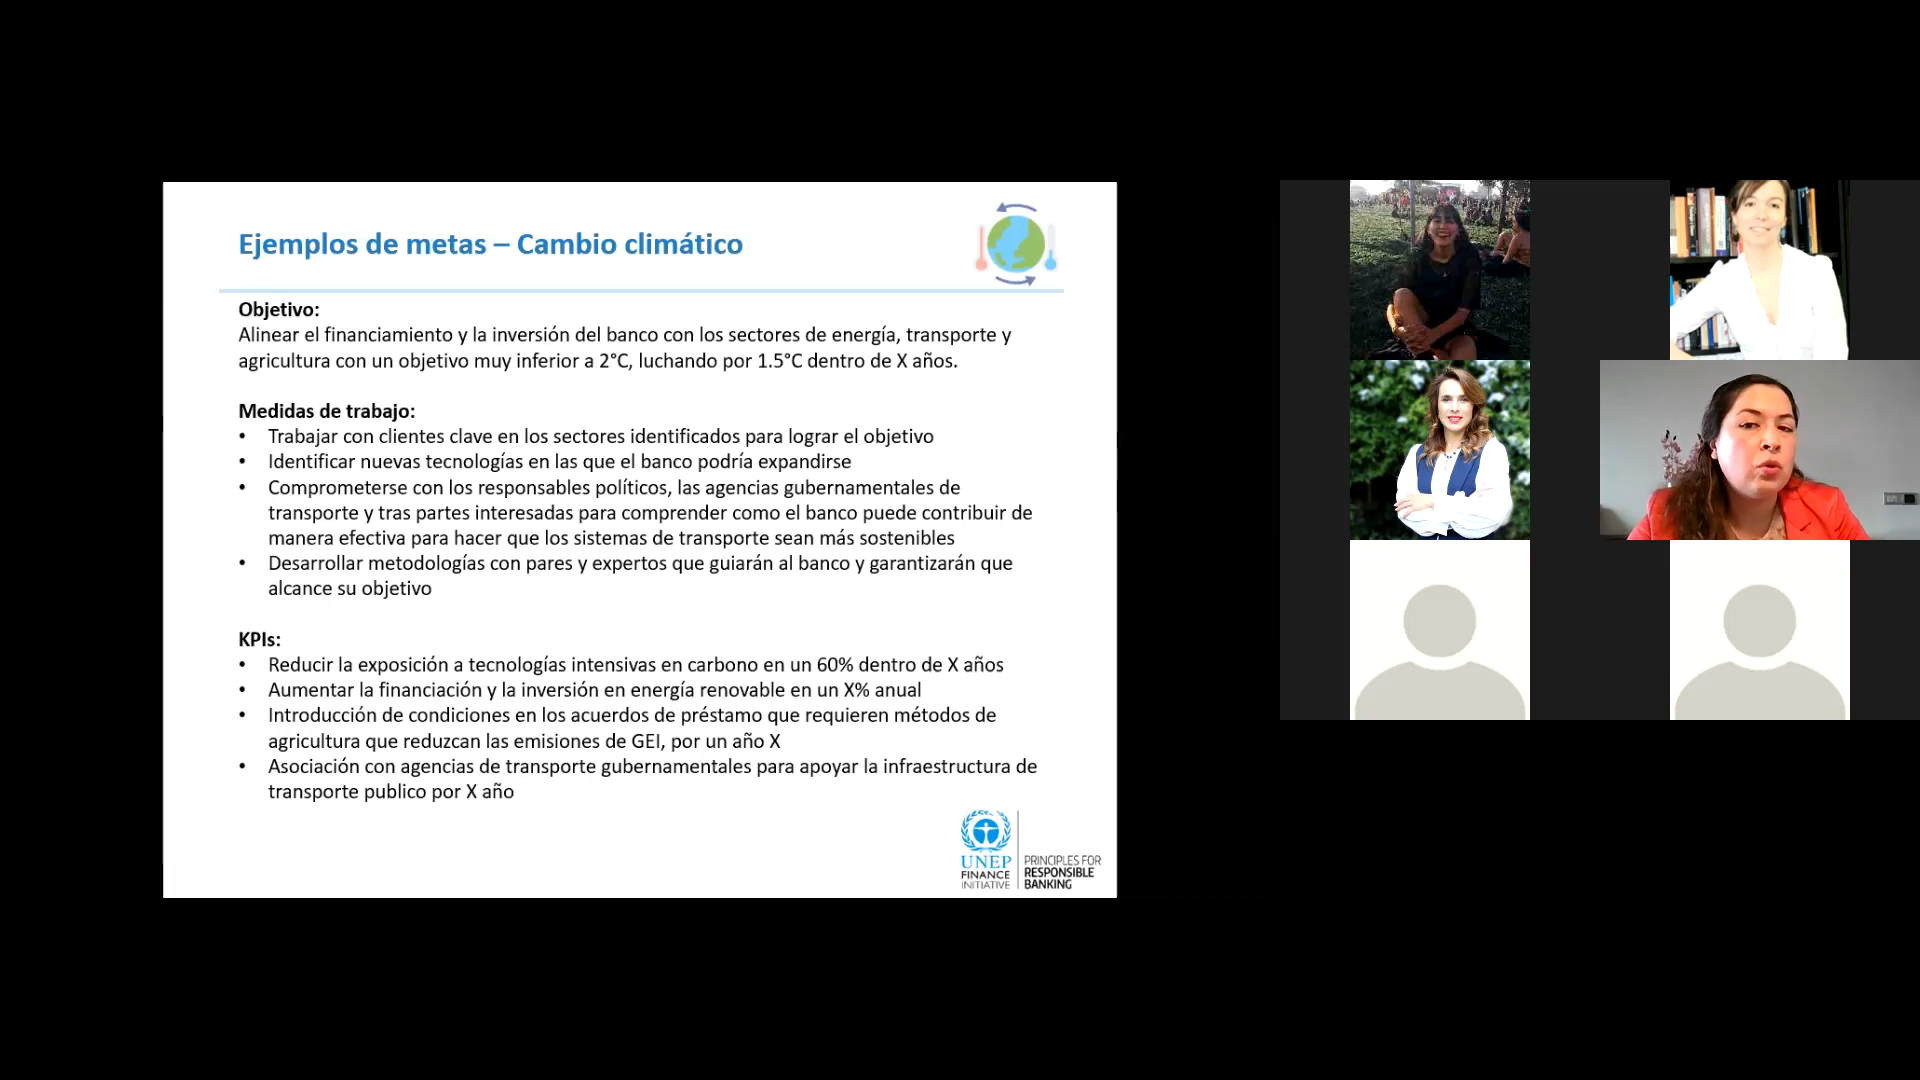 Ejemplos de metas – Cambio climático
Objetivo:
Alinear el financiamiento y la inversión del banco con los sectores de energía, transporte y
agricultura con un objetivo muy inferior a 2°C, luchando por 1.5°C dentro de X años.
Medidas de trabajo:
• Trabajar con clientes clave en los sectores identificados para lograr el objetivo
• Identificar nuevas tecnologías en las que el banco podría expandirse
• Comprometerse con los responsables políticos, las agencias gubernamentales de
transporte y tras partes interesadas para comprender como el banco puede contribuir de
manera efectiva para hacer que los sistemas de transporte sean más sostenibles
• Desarrollar metodologías con pares y expertos que guiarán al banco y garantizarán que
alcance su objetivo
KPIs:
• Reducir la exposición a tecnologías intensivas en carbono en un 60% dentro de X años
• Aumentar la financiación y la inversión en energía renovable en un X% anual
• Introducción de condiciones en los acuerdos de préstamo que requieren métodos de
agricultura que reduzcan las emisiones de GEI, por un año X
• Asociación con agencias de transporte gubernamentales para apoyar la infraestructura de
transporte publico por X año
UNEP
FINANCE
INITIATIVE
PRINCIPLES FOR
RESPONSIBLE
BANKING